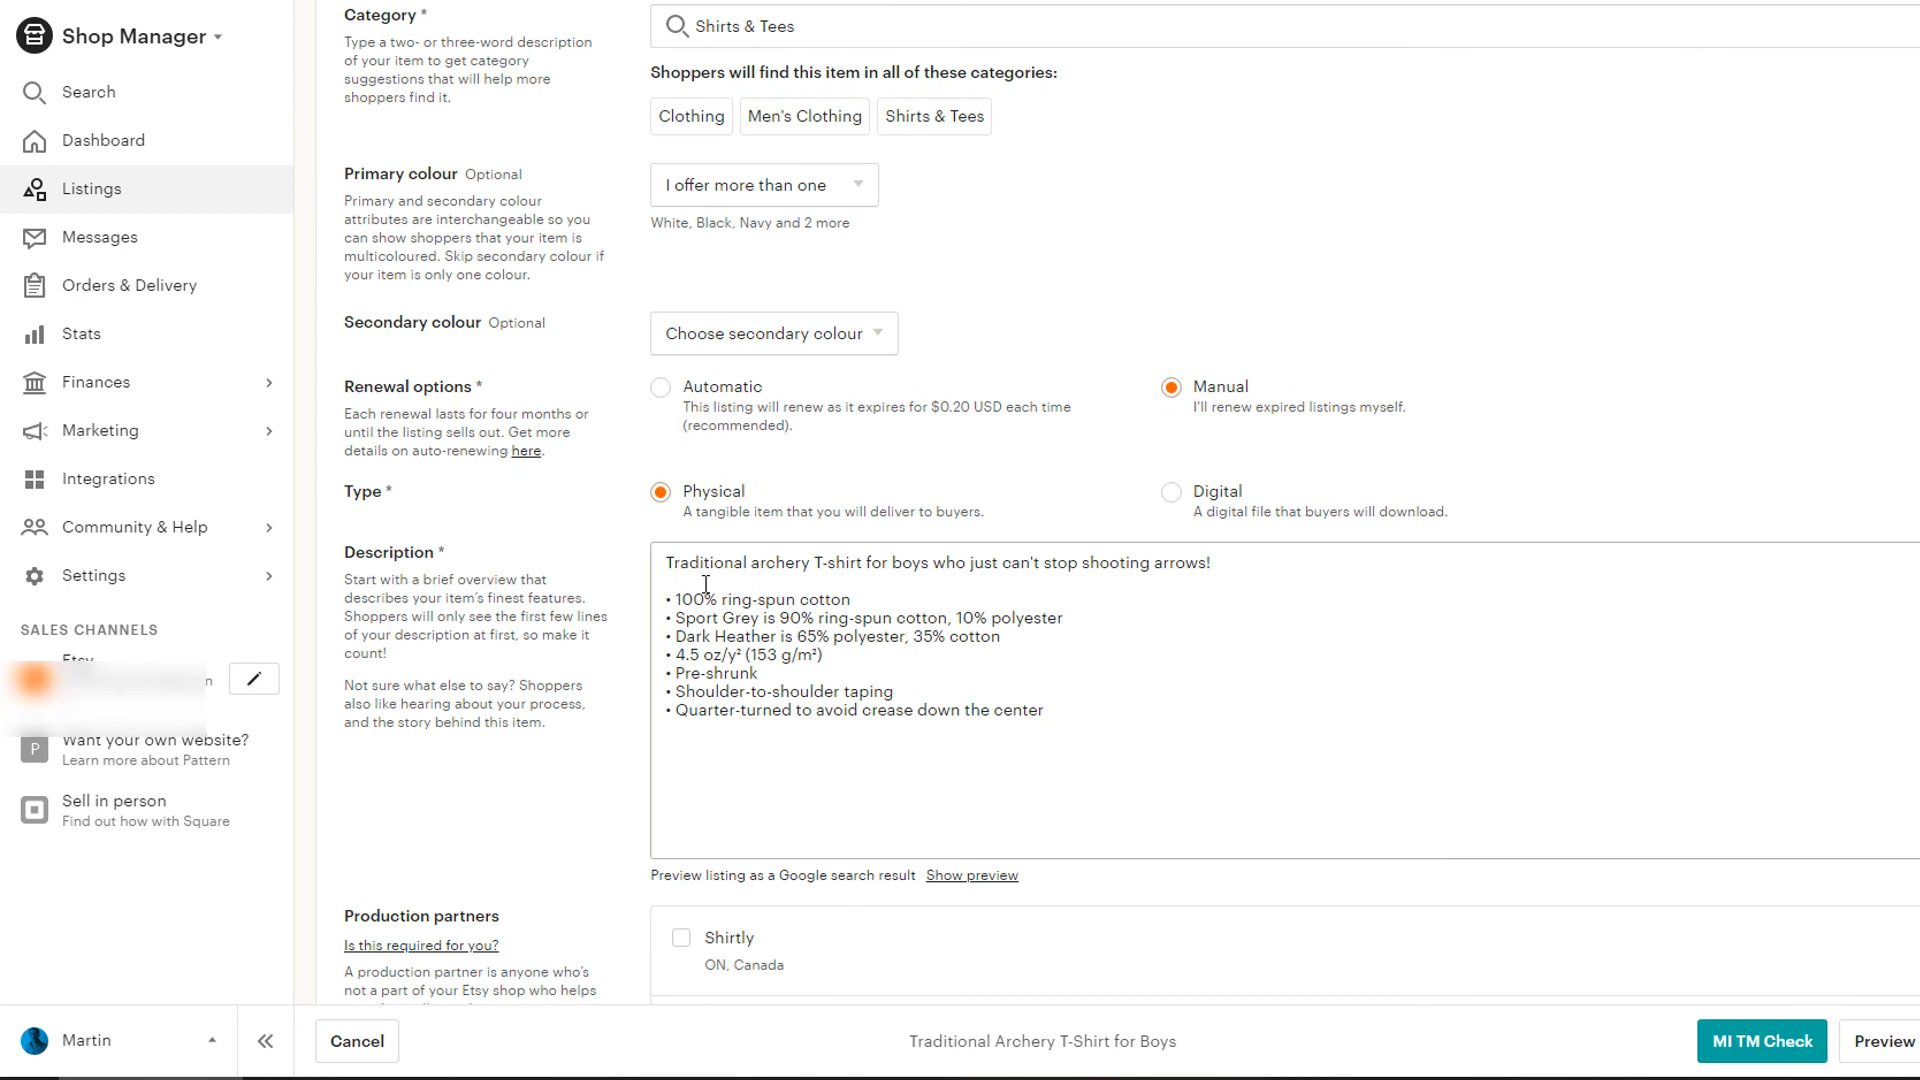 Shop Manager
Search
Dashboard
Listings
Messages
Orders & Delivery
Stats
Finances
Marketing
Integrations
Community & Help
Settings
SALES CHANNELS
Etsy
n
P
Want your own website?
Learn more about Pattern
Sell in person
Find out how with Square
Martin
Category *
Type a two- or three-word description
of your item to get category
suggestions that will help more
shoppers find it.
Shirts & Tees
Shoppers will find this item in all of these categories:
Clothing
Men's Clothing
Shirts & Tees
Primary colour Optional
Primary and secondary colour
attributes are interchangeable so you
can show shoppers that your item is
multicoloured. Skip secondary colour if
your item is only one colour.
I offer more than one
White, Black, Navy and 2 more
Secondary colour Optional
Choose secondary colour
Renewal options *
Each renewal lasts for four months or
until the listing sells out. Get more
details on auto-renewing here.
Automatic
This listing will renew as it expires for $0.20 USD each time
(recommended).
Manual
I'll renew expired listings myself.
Type *
Physical
A tangible item that you will deliver to buyers.
Digital
A digital file that buyers will download.
Description *
Start with a brief overview that
describes your item's finest features.
Shoppers will only see the first few lines
of your description at first, so make it
count!
Not sure what else to say? Shoppers
also like hearing about your process,
and the story behind this item.
Traditional archery T-shirt for boys who just can't stop shooting arrows!
• 100% ring-spun cotton
• Sport Grey is 90% ring-spun cotton, 10% polyester
• Dark Heather is 65% polyester, 35% cotton
• 4.5 oz/y² (153 g/m²)
• Pre-shrunk
• Shoulder-to-shoulder taping
• Quarter-turned to avoid crease down the center
Preview listing as a Google search result Show preview
Production partners
Is this required for you?
A production partner is anyone who's
not a part of your Etsy shop who helps
Shirtly
ON, Canada
Cancel
Traditional Archery T-Shirt for Boys
MI TM Check
Preview